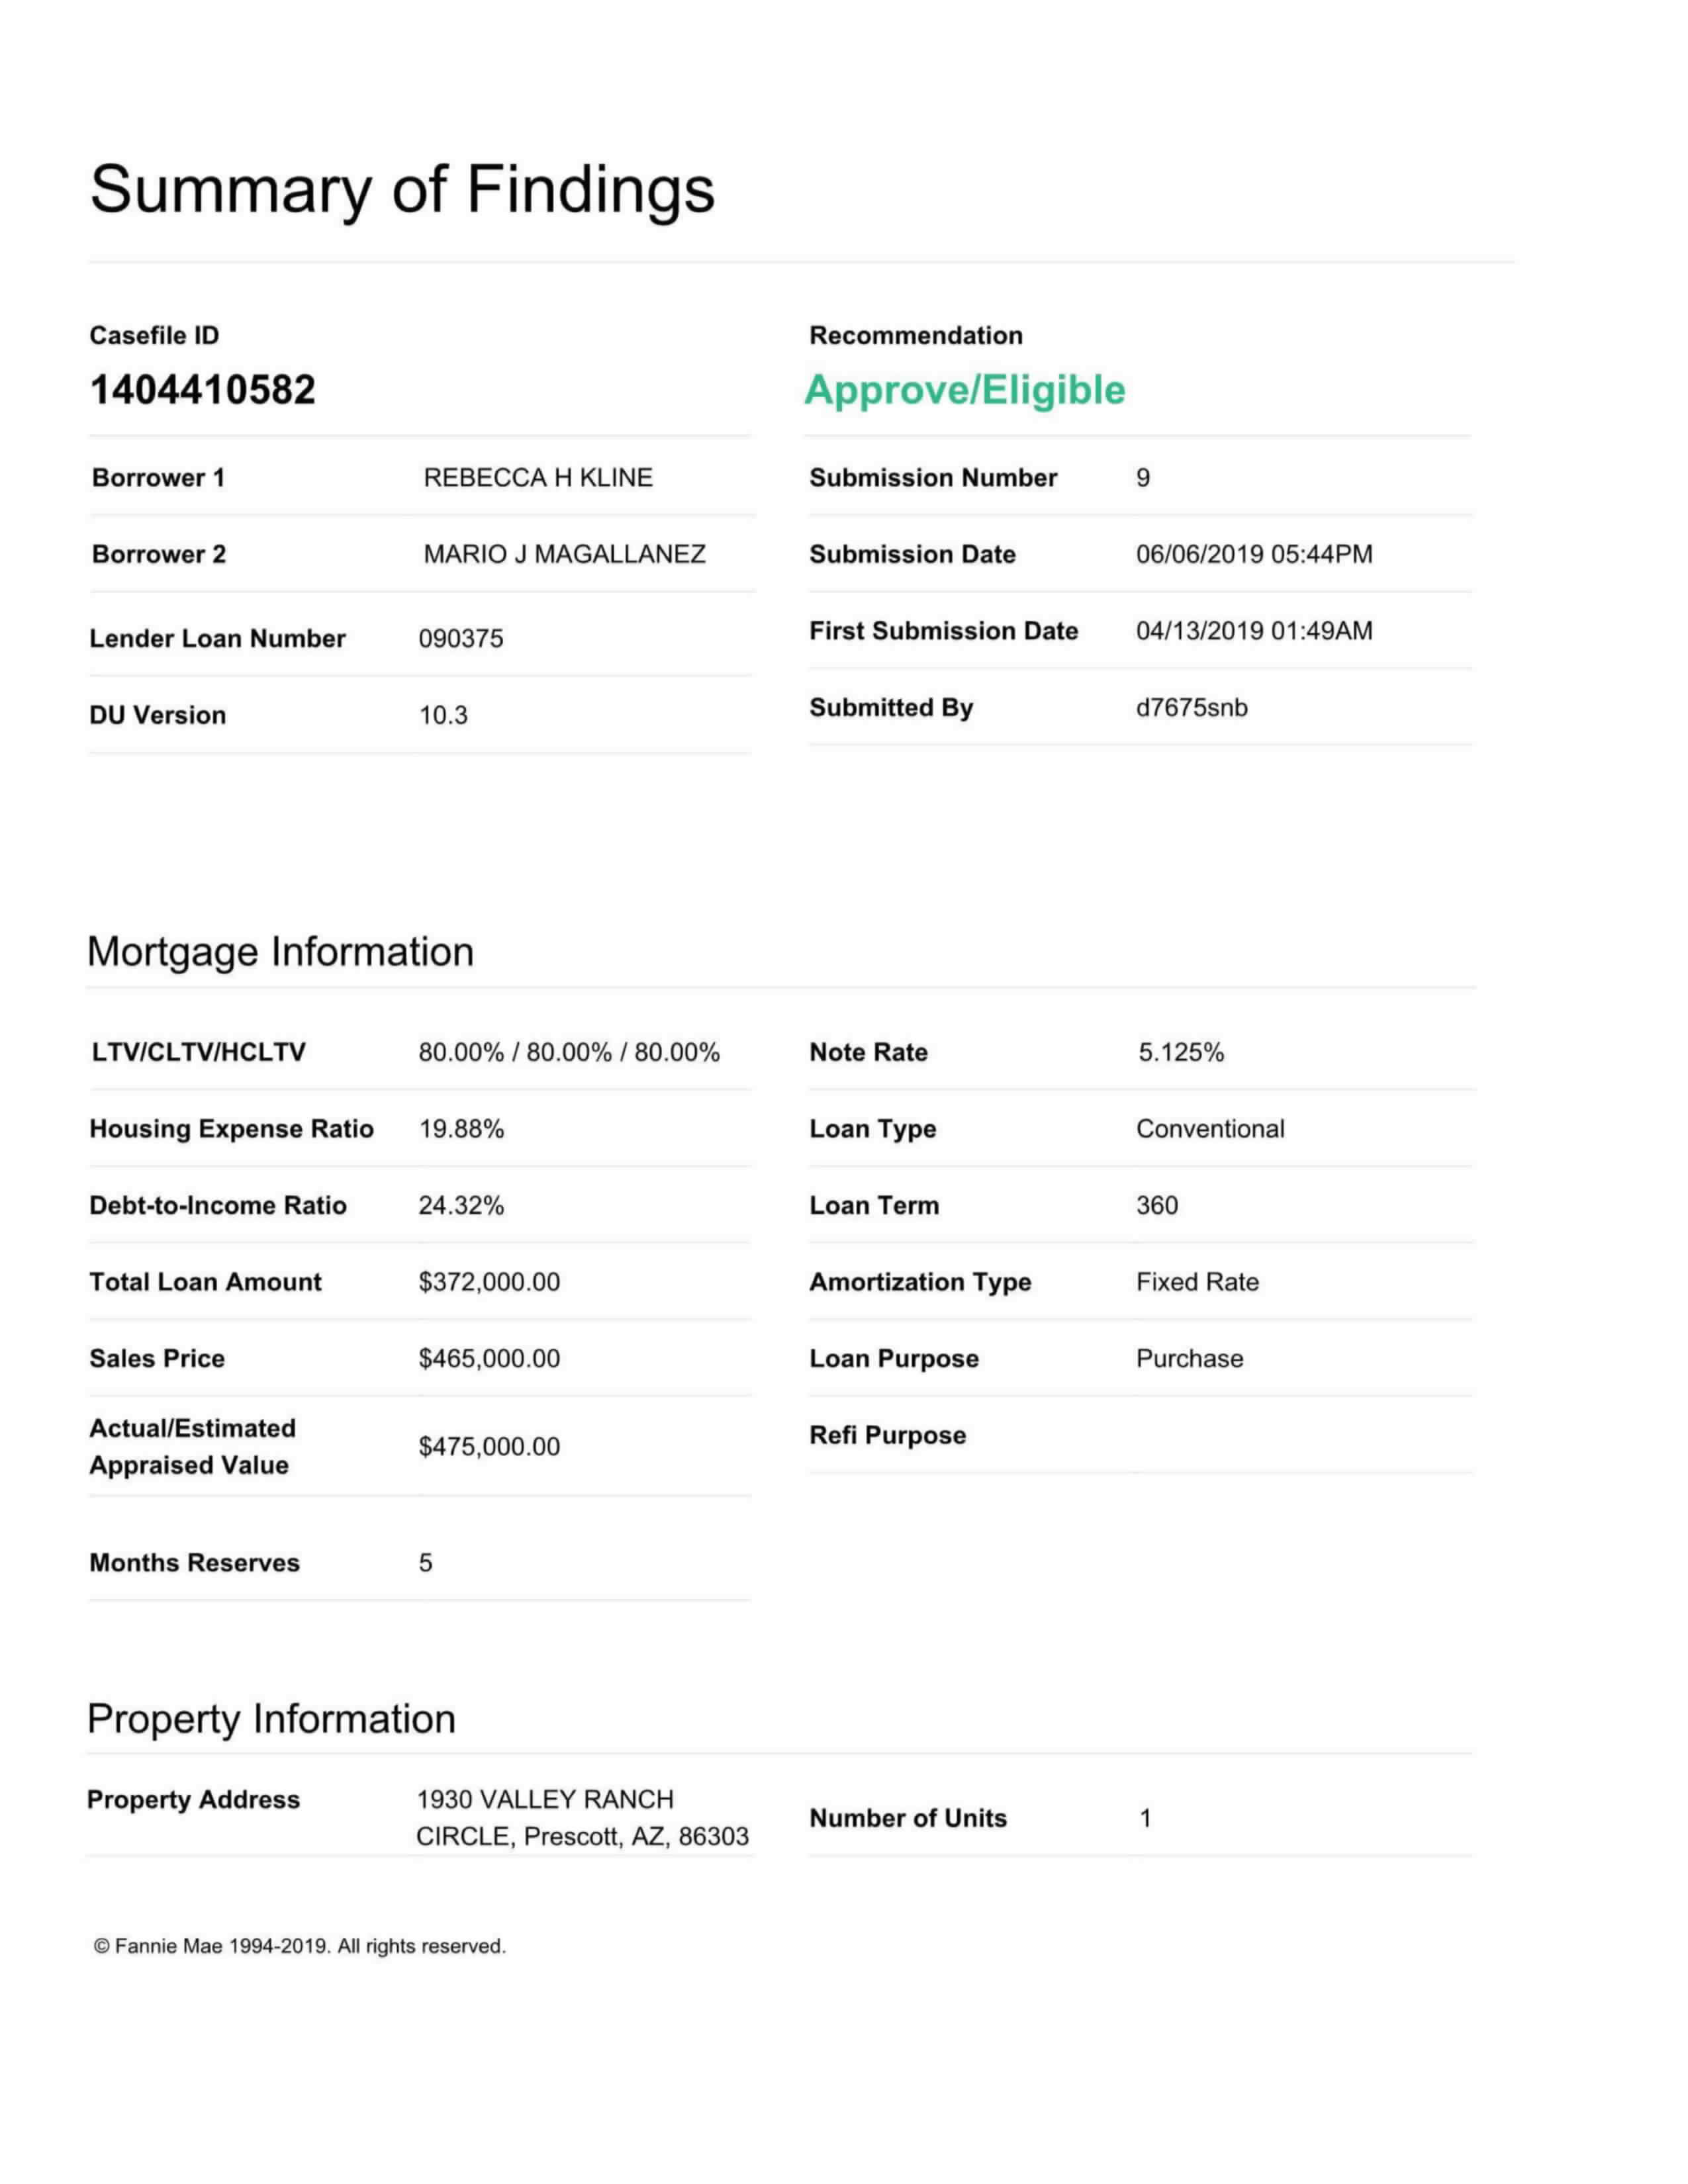 Summary of Findings
Casefile ID
1404410582
Recommendation
Approve/Eligible
Borrower 1 REBECCA H KLINE
Borrower 2 MARIO J MAGALLANEZ
Lender Loan Number 090375
DU Version 10.3
Submission Number 9
Submission Date 06/06/2019 05:44PM
First Submission Date 04/13/2019 01:49AM
Submitted By d7675snb
Mortgage Information
LTV/CLTV/HCLTV 80.00% / 80.00% / 80.00%
Housing Expense Ratio 19.88%
Debt-to-Income Ratio 24.32%
Total Loan Amount $372,000.00
Sales Price $465,000.00
Actual/Estimated
Appraised Value $475,000.00
Months Reserves 5
Note Rate 5.125%
Loan Type Conventional
Loan Term 360
Amortization Type Fixed Rate
Loan Purpose Purchase
Refi Purpose
Property Information
Property Address 1930 VALLEY RANCH
CIRCLE, Prescott, AZ, 86303
Number of Units 1
© Fannie Mae 1994-2019. All rights reserved.